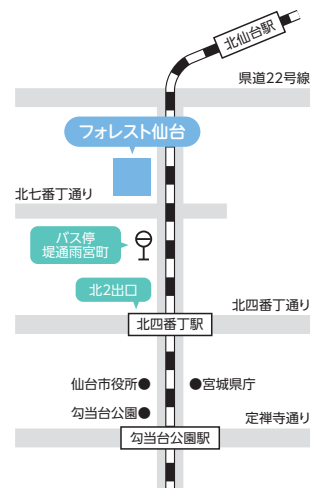 北仙台駅
県道22号線
フォレスト仙台
北七番丁通り
バス停
堤通雨宮町
北2出口
北四番丁通り
北四番丁駅
仙台市役所●
●宮城県庁
勾当台公園●
定禅寺通り
勾当台公園駅